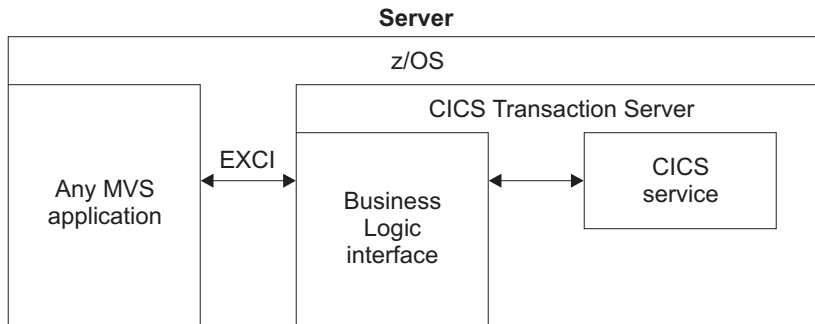 Server
z/OS
CICS Transaction Server
EXCI
Any MVS
application
Business
Logic
interface
CICS
service